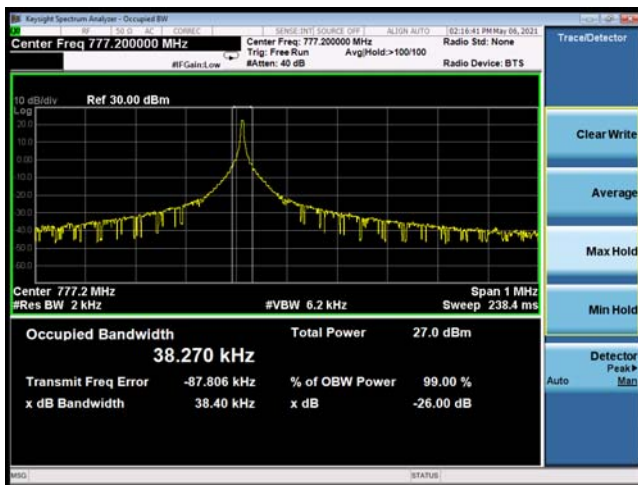 Keysight Spectrum Analyzer - Occupied BW
RF 50 Ω AC CORREC SENSE:INT SOURCE OFF ALIGN AUTO 02:16:41 PM May 06, 2021
Center Freq 777.200000 MHz
Center Freq: 777.200000 MHz
Radio Std: None
Trig: Free Run Avg|Hold:>100/100
#IFGain:Low #Atten: 40 dB Radio Device: BTS
Trace/Detector
10 dB/div Ref 30.00 dBm
Log
20.0
10.0
0.00
-10.0
-20.0
-30.0
-40.0
-50.0
-60.0
Center 777.2 MHz Span 1 MHz
#Res BW 2 kHz #VBW 6.2 kHz Sweep 238.4 ms
Occupied Bandwidth Total Power 27.0 dBm
38.270 kHz
Transmit Freq Error -87.806 kHz % of OBW Power 99.00 %
x dB Bandwidth 38.40 kHz x dB -26.00 dB
Clear Write
Average
Max Hold
Min Hold
Detector
Peak▶
Auto Man
MSG STATUS